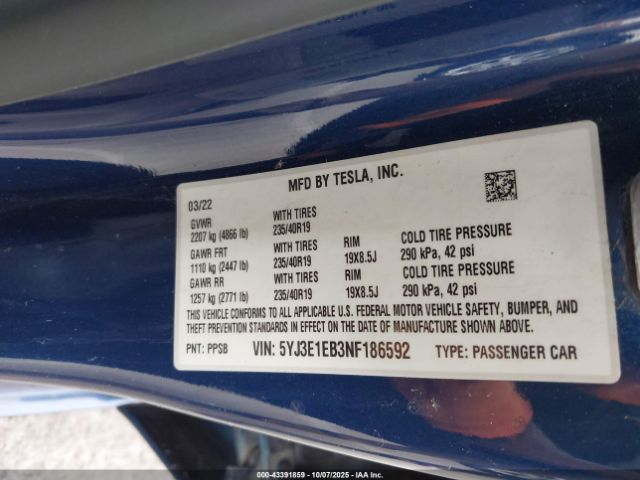 MFD BY TESLA, INC.
03/22
GVWR WITH TIRES
2207 kg (4866 lb) 235/40R19
GAWR FRT WITH TIRES RIM COLD TIRE PRESSURE
1110 kg (2447 lb) 235/40R19 19X8.5J 290 kPa, 42 psi
GAWR RR WITH TIRES RIM COLD TIRE PRESSURE
1257 kg (2771 lb) 235/40R19 19X8.5J 290 kPa, 42 psi
THIS VEHICLE CONFORMS TO ALL APPLICABLE U.S. FEDERAL MOTOR VEHICLE SAFETY, BUMPER, AND
THEFT PREVENTION STANDARDS IN EFFECT ON THE DATE OF MANUFACTURE SHOWN ABOVE.
PNT: PPSB VIN: 5YJ3E1EB3NF186592 TYPE: PASSENGER CAR
000-43391859 - 10/07/2025 - IAA Inc.